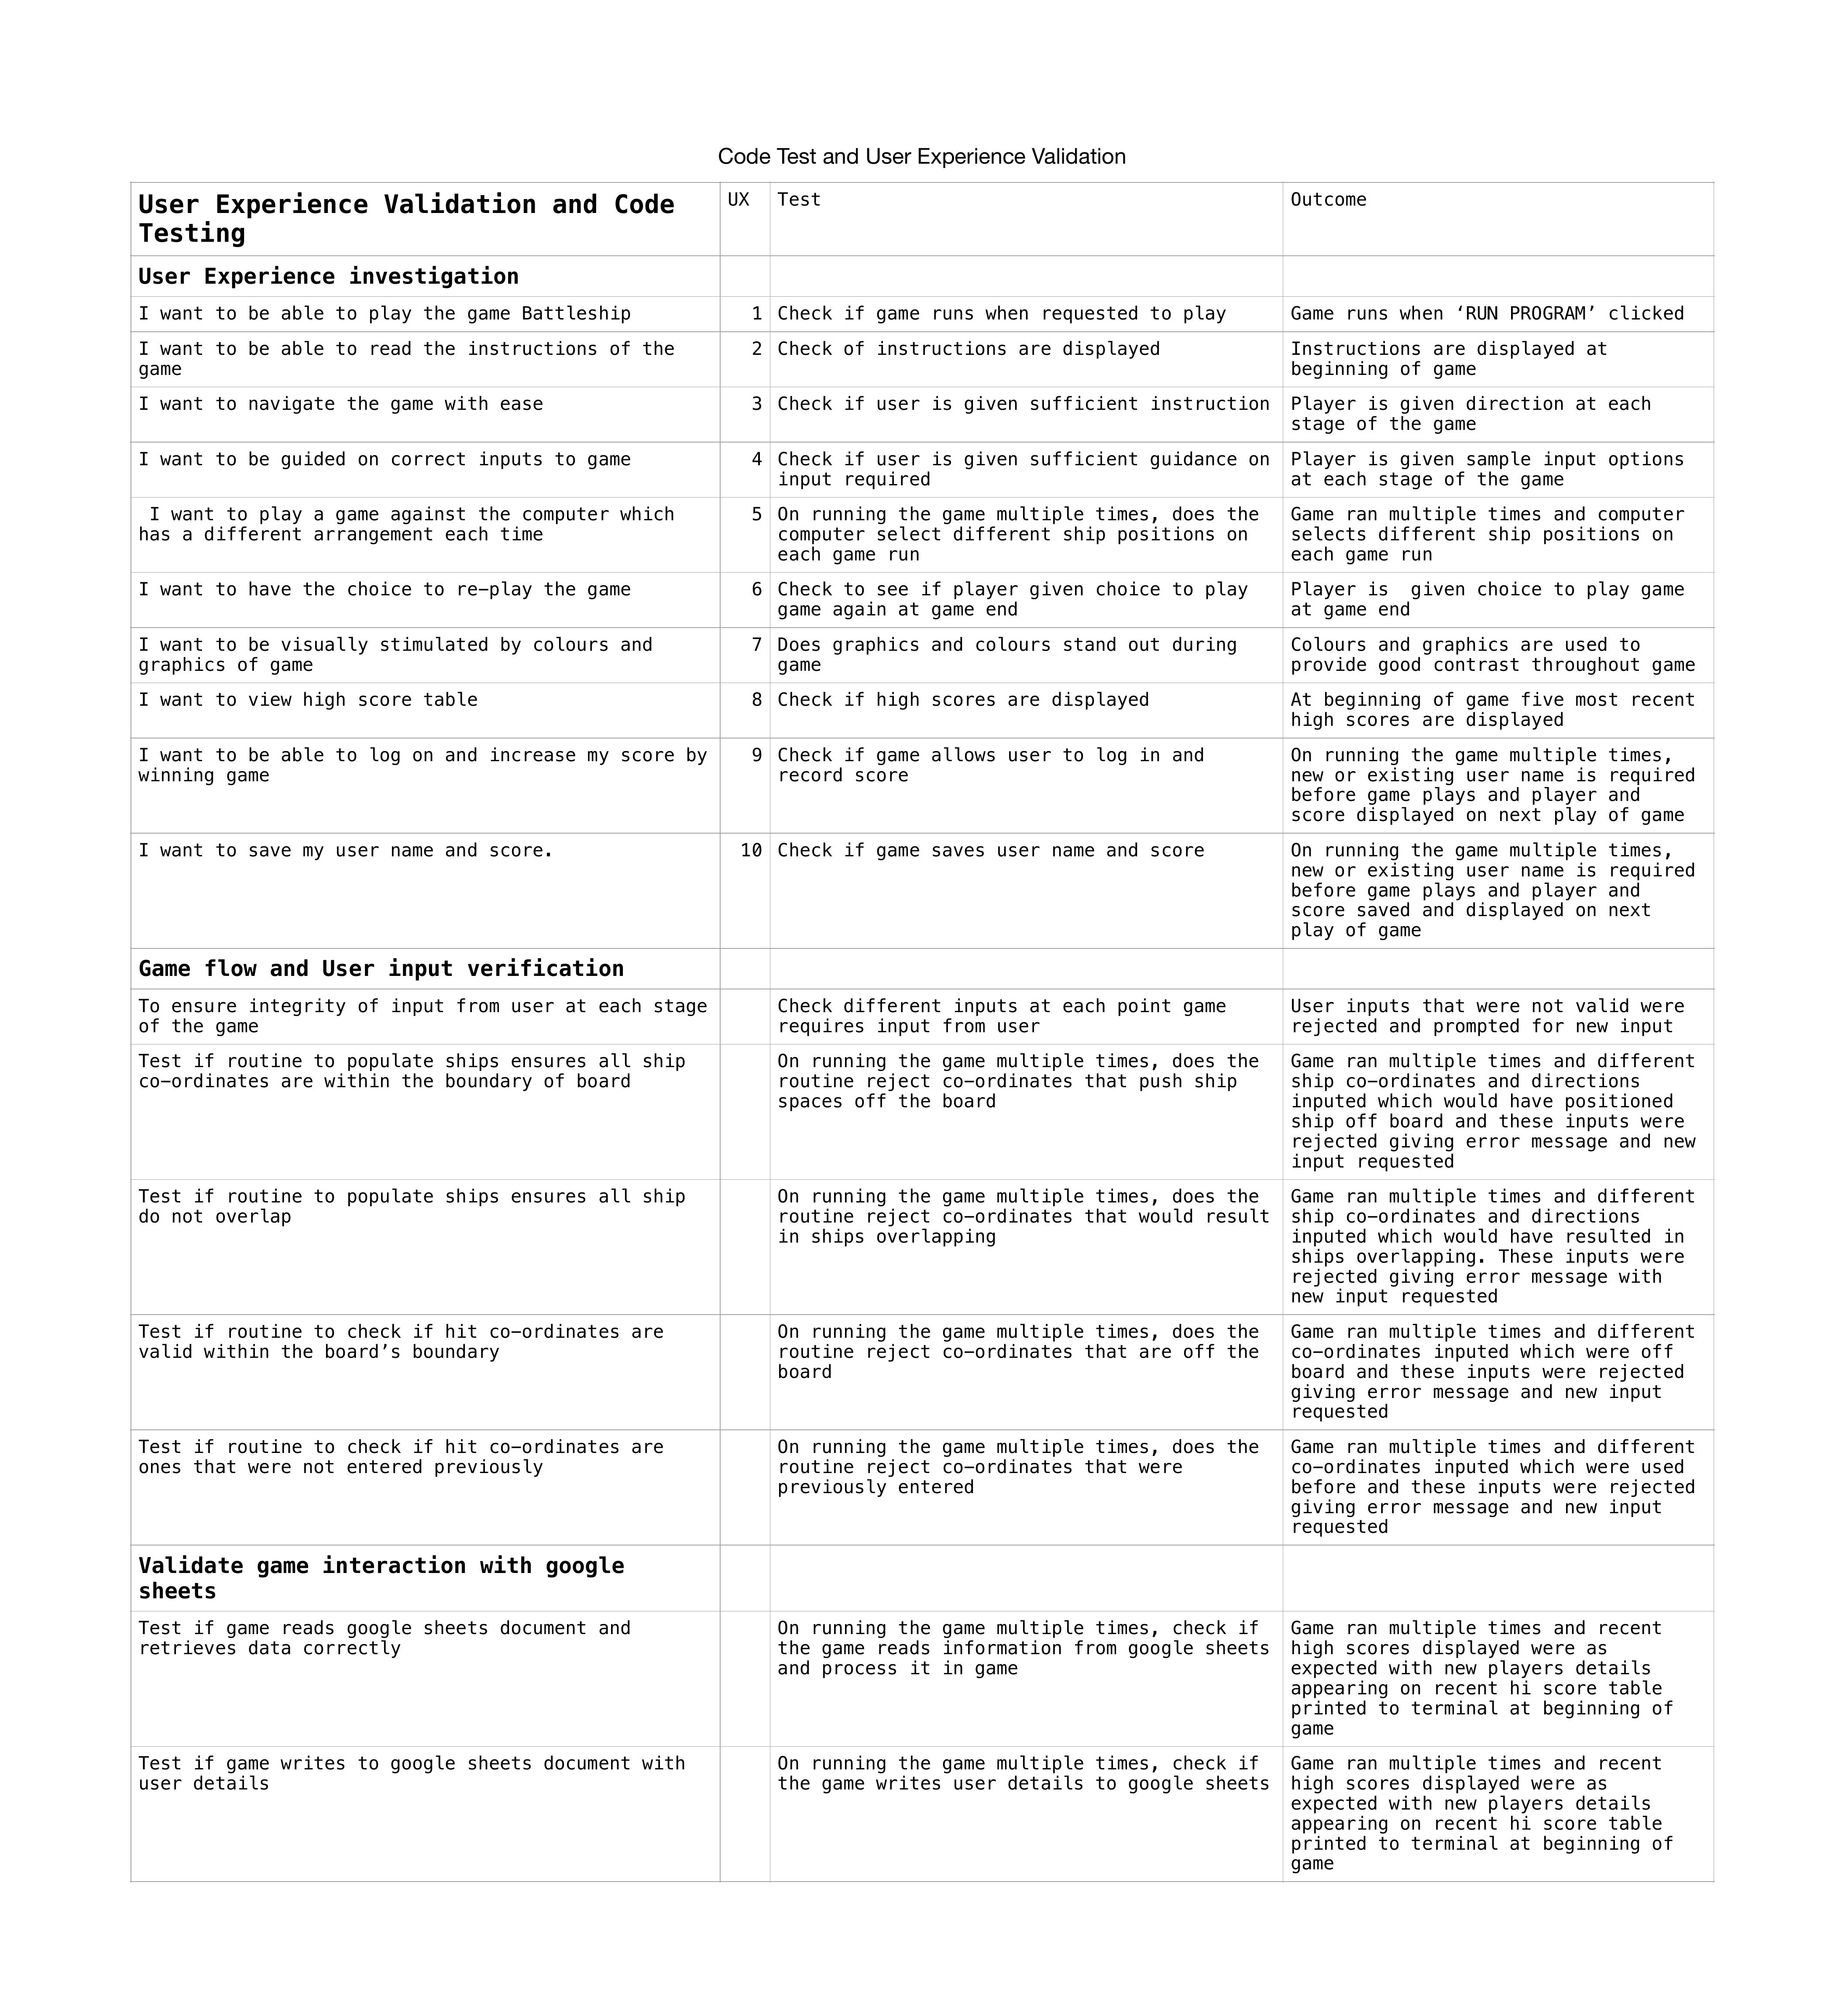 Code Test and User Experience Validation
User Experience Validation and Code
Testing
UX
Test
Outcome
User Experience investigation
I want to be able to play the game Battleship
1
Check if game runs when requested to play
Game runs when ‘RUN PROGRAM’ clicked
I want to be able to read the instructions of the
game
2
Check of instructions are displayed
Instructions are displayed at
beginning of game
I want to navigate the game with ease
3
Check if user is given sufficient instruction
Player is given direction at each
stage of the game
I want to be guided on correct inputs to game
4
Check if user is given sufficient guidance on
input required
Player is given sample input options
at each stage of the game
I want to play a game against the computer which
has a different arrangement each time
5
On running the game multiple times, does the
computer select different ship positions on
each game run
Game ran multiple times and computer
selects different ship positions on
each game run
I want to have the choice to re-play the game
6
Check to see if player given choice to play
game again at game end
Player is  given choice to play game
at game end
I want to be visually stimulated by colours and
graphics of game
7
Does graphics and colours stand out during
game
Colours and graphics are used to
provide good contrast throughout game
I want to view high score table
8
Check if high scores are displayed
At beginning of game five most recent
high scores are displayed
I want to be able to log on and increase my score by
winning game
9
Check if game allows user to log in and
record score
On running the game multiple times,
new or existing user name is required
before game plays and player and
score displayed on next play of game
I want to save my user name and score.
10
Check if game saves user name and score
On running the game multiple times,
new or existing user name is required
before game plays and player and
score saved and displayed on next
play of game
Game flow and User input verification
To ensure integrity of input from user at each stage
of the game
Check different inputs at each point game
requires input from user
User inputs that were not valid were
rejected and prompted for new input
Test if routine to populate ships ensures all ship
co-ordinates are within the boundary of board
On running the game multiple times, does the
routine reject co-ordinates that push ship
spaces off the board
Game ran multiple times and different
ship co-ordinates and directions
inputed which would have positioned
ship off board and these inputs were
rejected giving error message and new
input requested
Test if routine to populate ships ensures all ship
do not overlap
On running the game multiple times, does the
routine reject co-ordinates that would result
in ships overlapping
Game ran multiple times and different
ship co-ordinates and directions
inputed which would have resulted in
ships overlapping. These inputs were
rejected giving error message with
new input requested
Test if routine to check if hit co-ordinates are
valid within the board’s boundary
On running the game multiple times, does the
routine reject co-ordinates that are off the
board
Game ran multiple times and different
co-ordinates inputed which were off
board and these inputs were rejected
giving error message and new input
requested
Test if routine to check if hit co-ordinates are
ones that were not entered previously
On running the game multiple times, does the
routine reject co-ordinates that were
previously entered
Game ran multiple times and different
co-ordinates inputed which were used
before and these inputs were rejected
giving error message and new input
requested
Validate game interaction with google
sheets
Test if game reads google sheets document and
retrieves data correctly
On running the game multiple times, check if
the game reads information from google sheets
and process it in game
Game ran multiple times and recent
high scores displayed were as
expected with new players details
appearing on recent hi score table
printed to terminal at beginning of
game
Test if game writes to google sheets document with
user details
On running the game multiple times, check if
the game writes user details to google sheets
Game ran multiple times and recent
high scores displayed were as
expected with new players details
appearing on recent hi score table
printed to terminal at beginning of
game